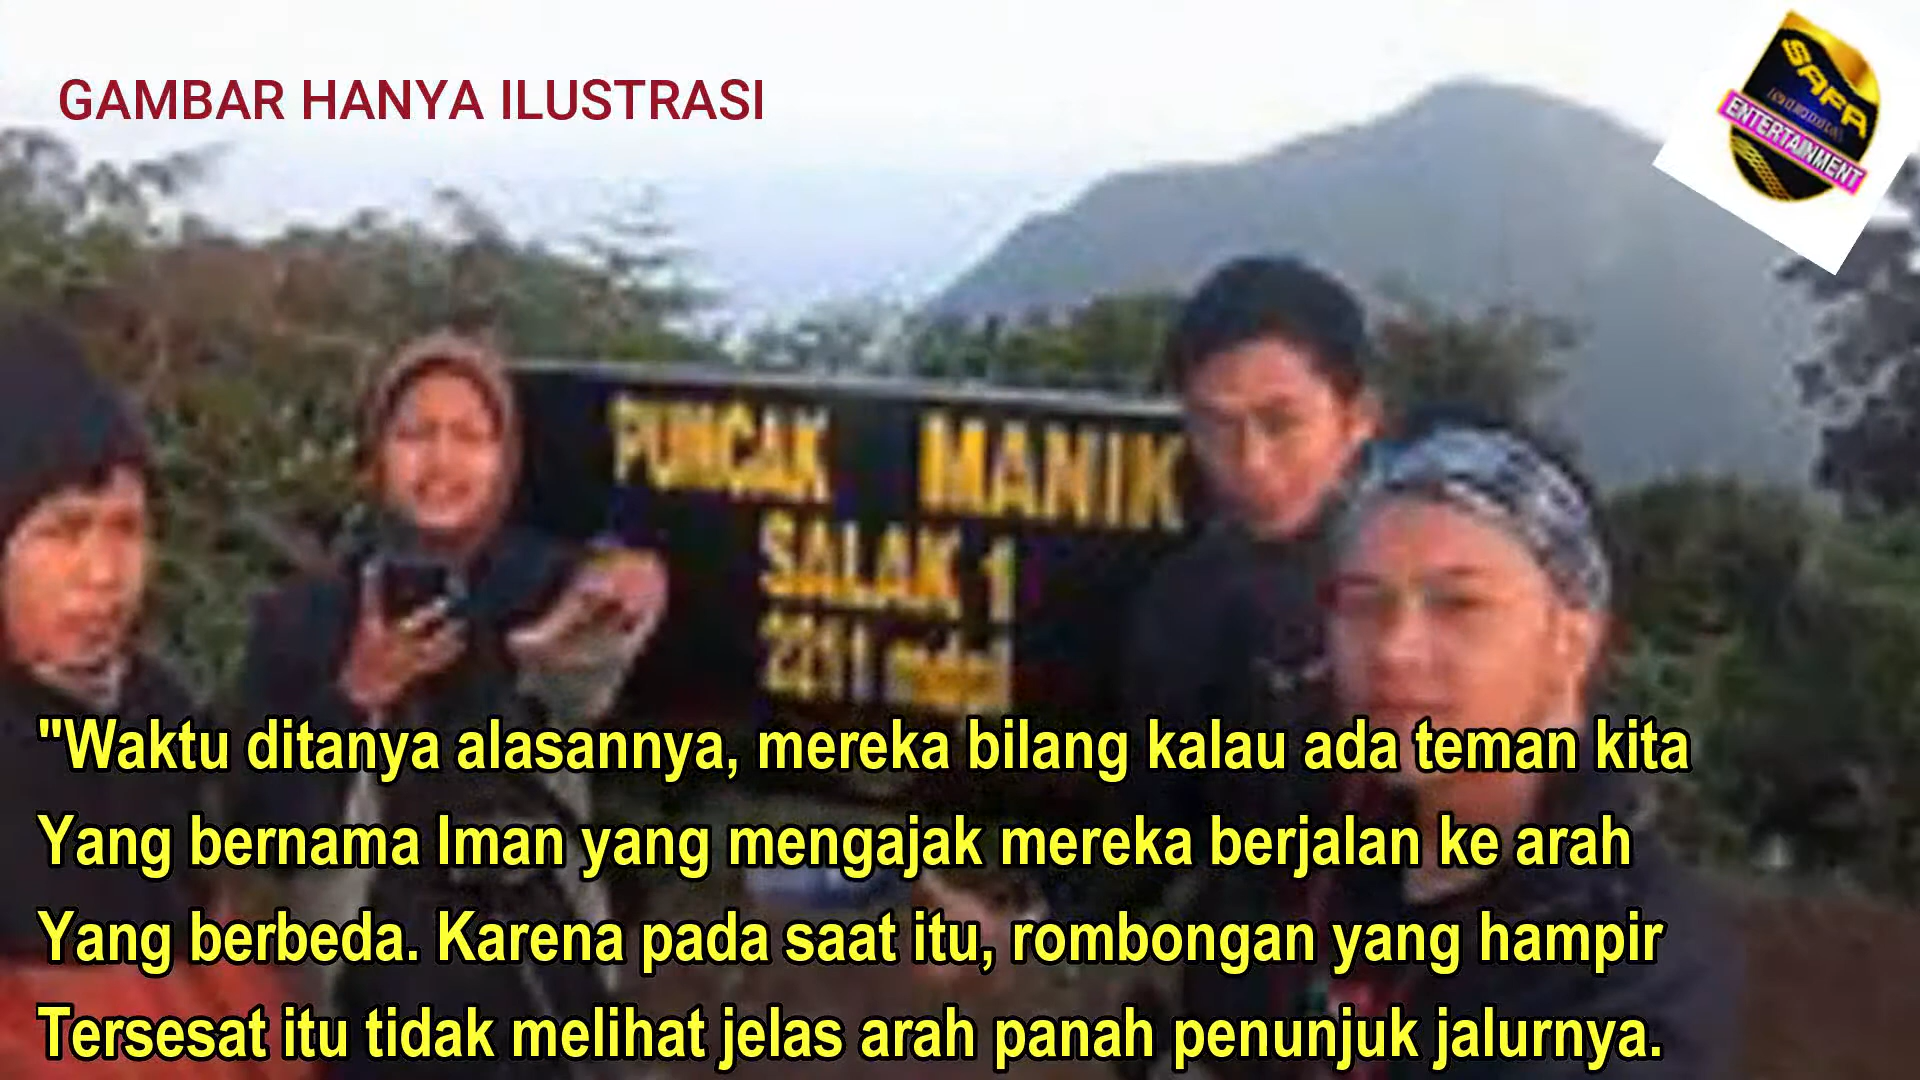 GAMBAR HANYA ILUSTRASI
SAFA
ENTERTAINMENT
PUNCAK MANIK
SALAK 1
2211 mdpl
"Waktu ditanya alasannya, mereka bilang kalau ada teman kita
Yang bernama Iman yang mengajak mereka berjalan ke arah
Yang berbeda. Karena pada saat itu, rombongan yang hampir
Tersesat itu tidak melihat jelas arah panah penunjuk jalurnya.